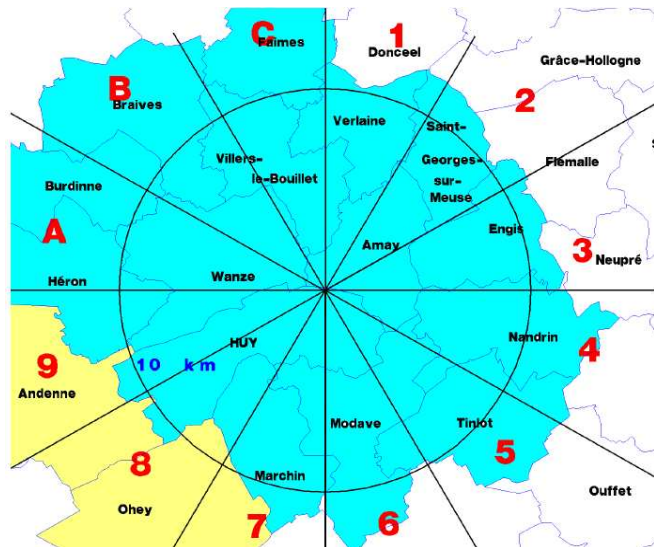 C
1
Faimes
Donceel
Grâce-Hollogne
B
2
Braives
Verlaine
Saint-
Villers-
Georges-
Flémalle
le-Bouillet
sur-
Burdinne
Meuse
A
Engis
Amay
3
Neupré
Héron
Wanze
HUY
Nandrin
4
9
10 km
Andenne
Modave
Tinlot
5
8
Marchin
Ouffet
Ohey
7
6